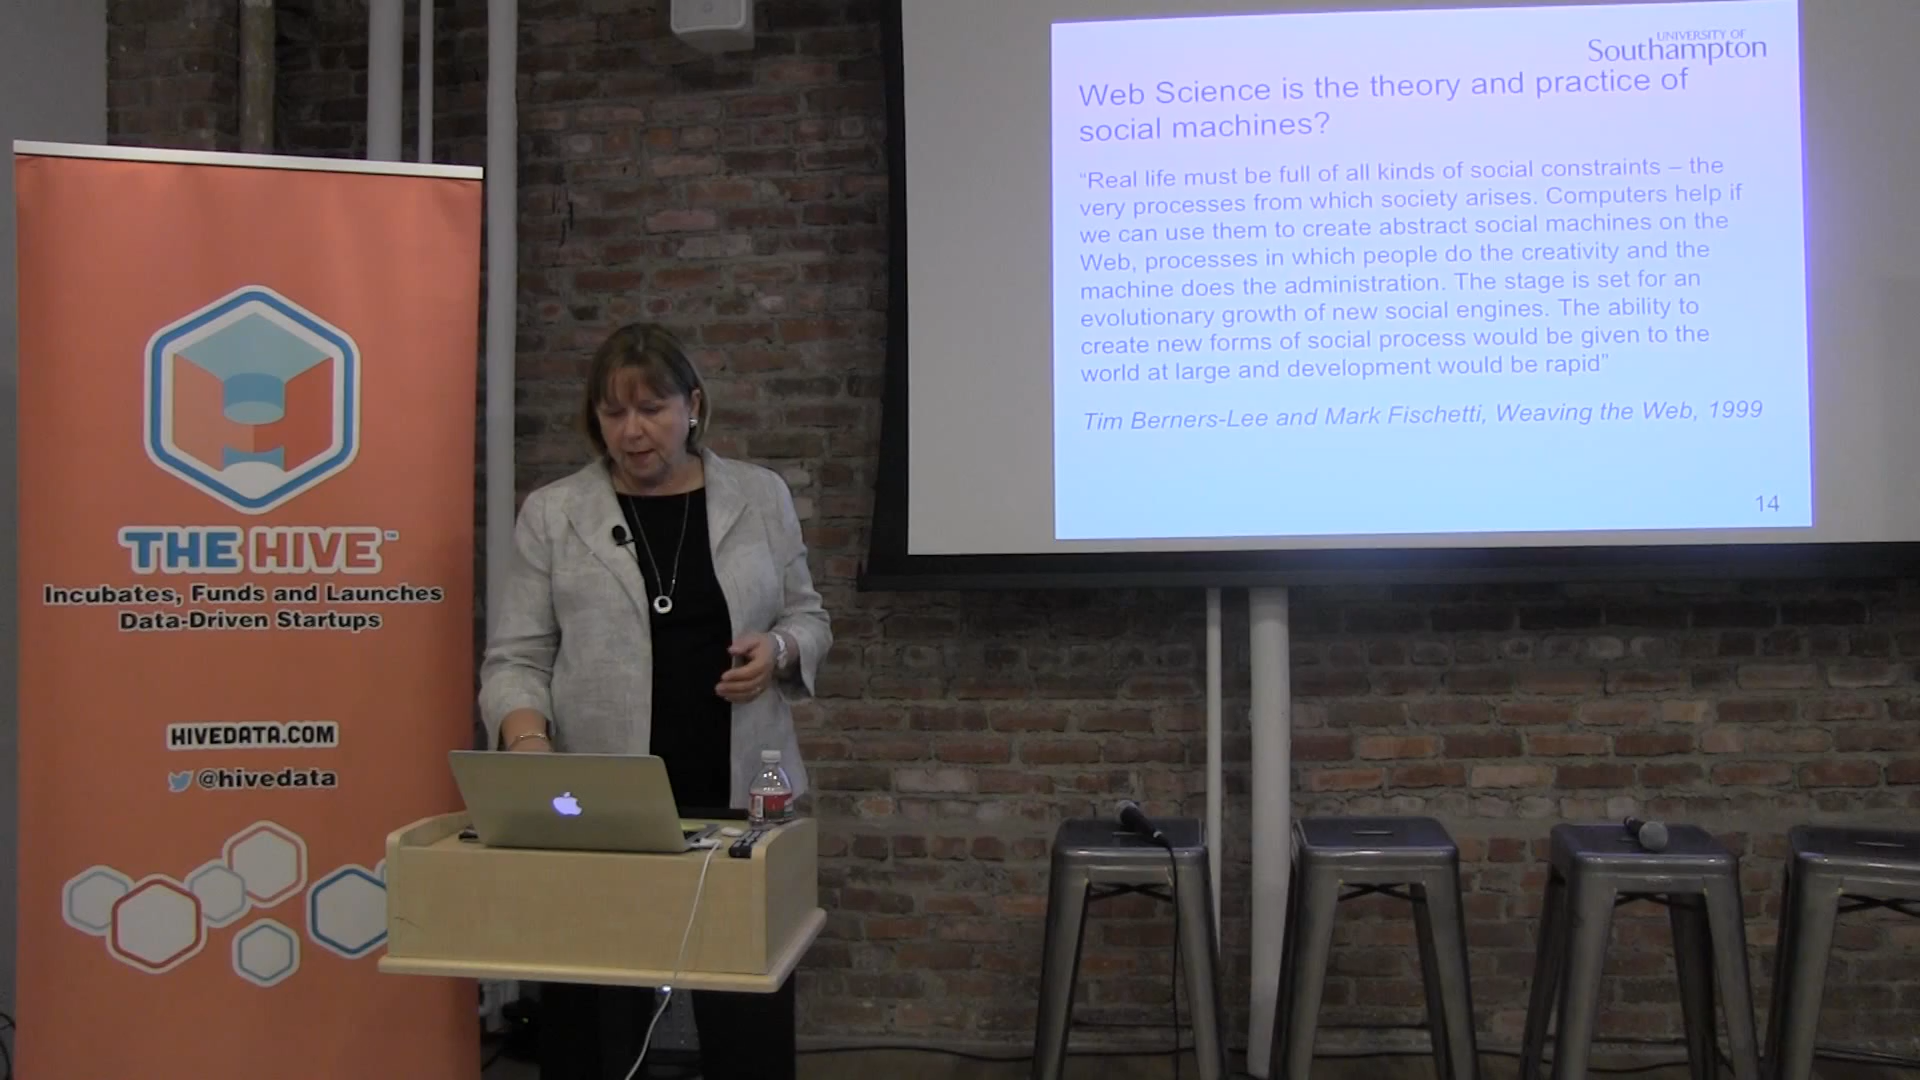 THE HIVE™
Incubates, Funds and Launches
Data-Driven Startups
HIVEDATA.COM
@hivedata
UNIVERSITY OF
Southampton
Web Science is the theory and practice of
social machines?
“Real life must be full of all kinds of social constraints – the
very processes from which society arises. Computers help if
we can use them to create abstract social machines on the
Web, processes in which people do the creativity and the
machine does the administration. The stage is set for an
evolutionary growth of new social engines. The ability to
create new forms of social process would be given to the
world at large and development would be rapid”
Tim Berners-Lee and Mark Fischetti, Weaving the Web, 1999
14